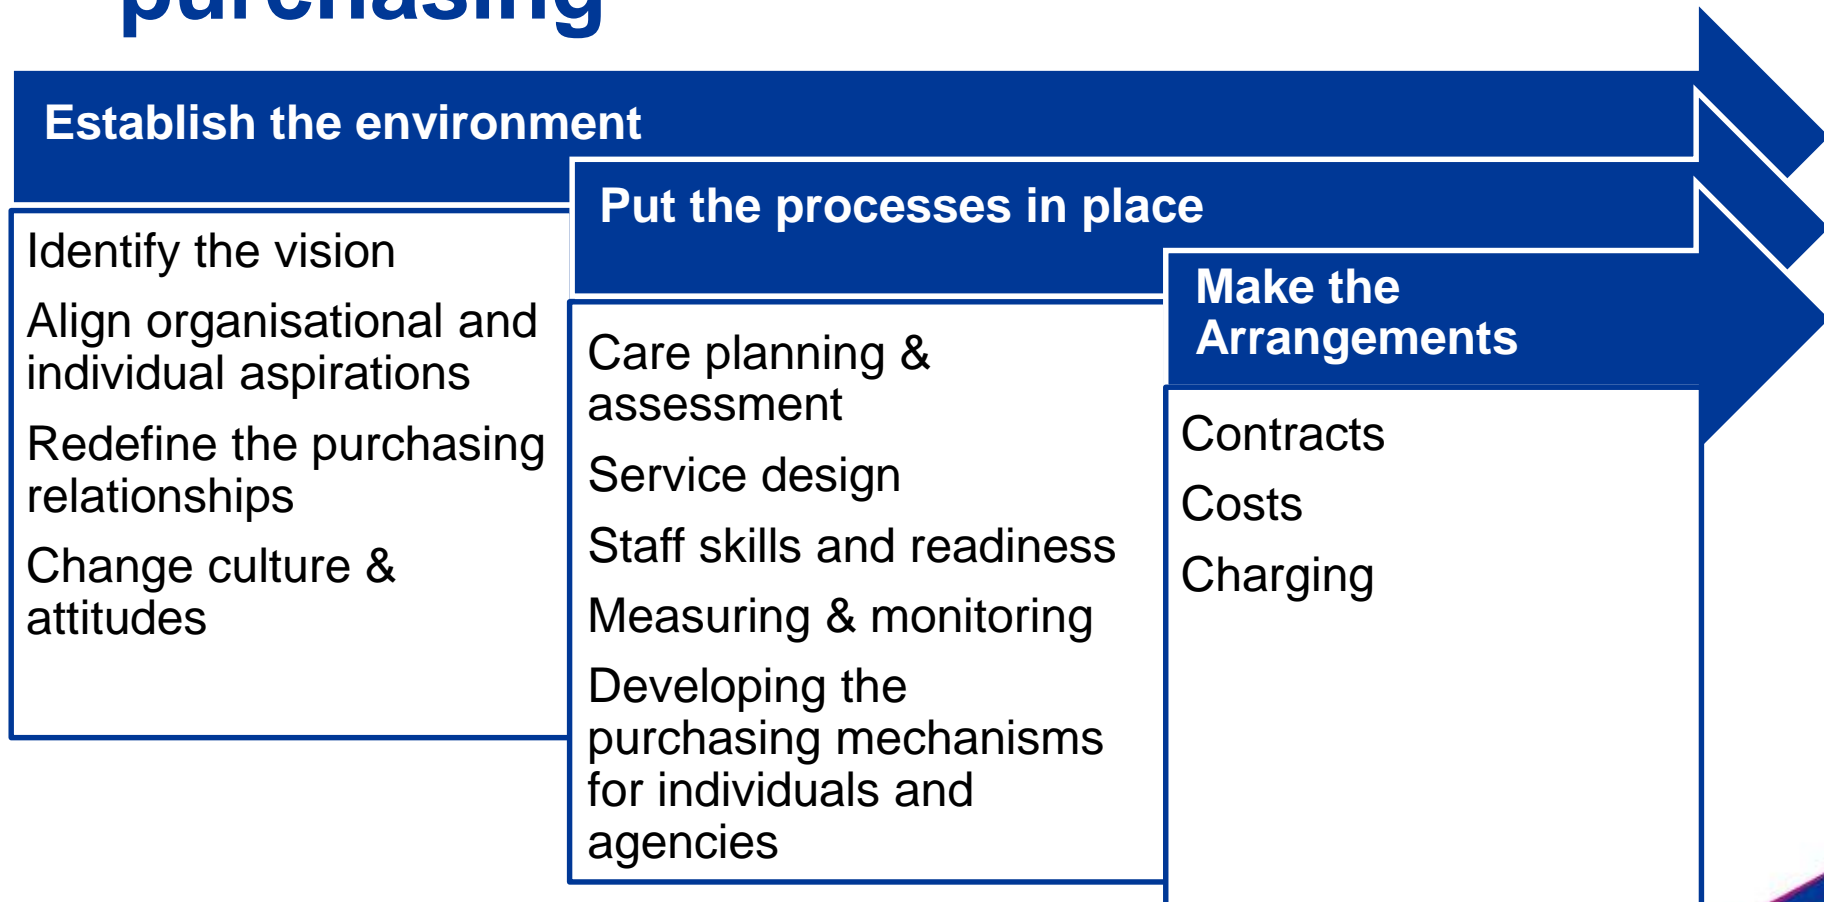 purchasing
Establish the environment
Identify the vision
Align organisational and
individual aspirations
Redefine the purchasing
relationships
Change culture &
attitudes
Put the processes in place
Care planning &
assessment
Service design
Staff skills and readiness
Measuring & monitoring
Developing the
purchasing mechanisms
for individuals and
agencies
Make the
Arrangements
Contracts
Costs
Charging